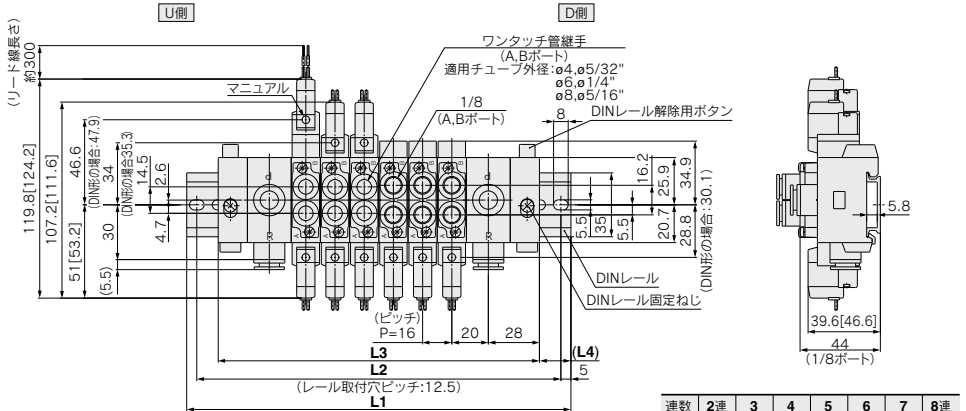 U側
D側
(リード線長さ)
約300
ワンタッチ管継手
(A,Bポート)
適用チューブ外径:ø4,ø5/32"
ø6,ø1/4"
ø8,ø5/16"
マニュアル
1/8
(A,Bポート)
8
DINレール解除用ボタン
119.8[124.2]
107.2[111.6]
46.6
(DIN形の場合:47.9)
34
(DIN形の場合35.3)
14.5
2.6
4.7
30
(5.5)
51[53.2]
16.2
25.9
34.9
5.5
35
5.5
20.7
28.8
(DIN形の場合:30.1)
5.8
d
d
R
R
B
B
B
B
B
B
A
A
A
A
A
A
DINレール
DINレール固定ねじ
(ピッチ)
P=16
20
28
L3
(L4)
L2
5
(レール取付穴ピッチ:12.5)
L1
39.6[46.6]
44
(1/8ポート)
連数 2連 3 4 5 6 7 8連